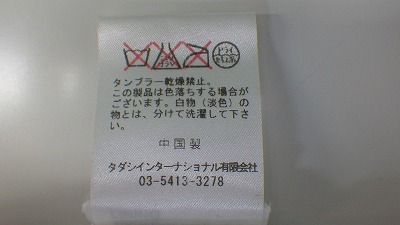 ドライ
タンブラー乾燥禁止。
この製品は色落ちする場合が
ございます。白物（淡色）の
物とは、分けて洗濯して下さ
い。
中国製
タダシインターナショナル有限会社
03-5413-3278